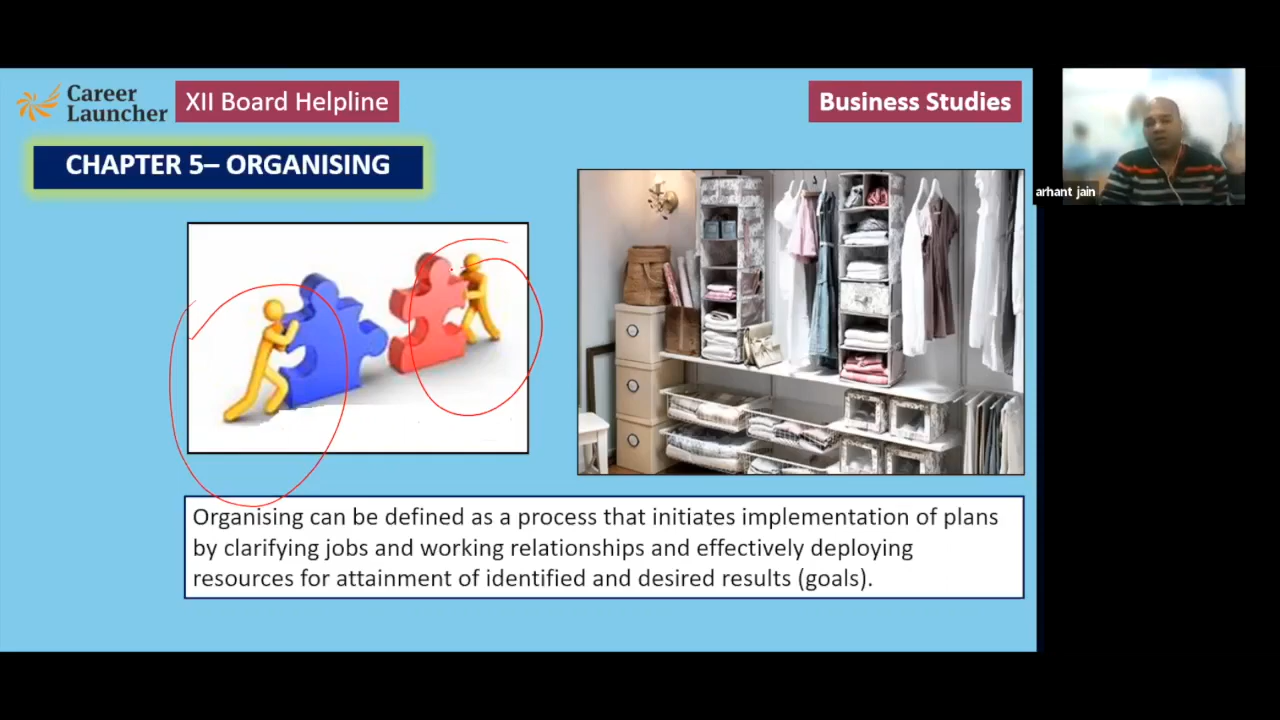 Career
Launcher
XII Board Helpline
Business Studies
CHAPTER 5– ORGANISING
arhant jain
Organising can be defined as a process that initiates implementation of plans
by clarifying jobs and working relationships and effectively deploying
resources for attainment of identified and desired results (goals).